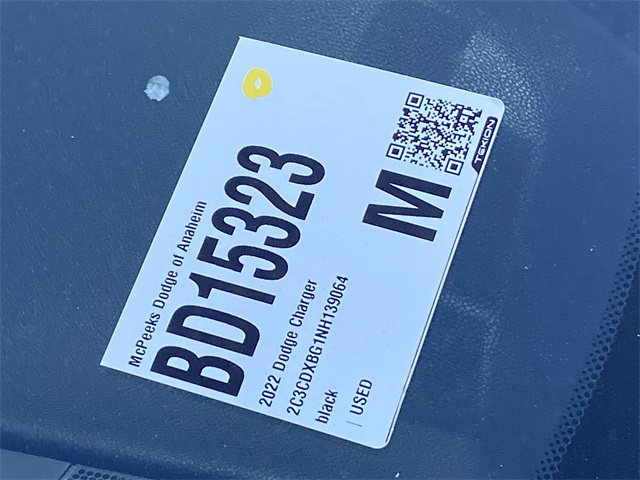 McPeeks Dodge of Anaheim
BD15323
2022 Dodge Charger
2C3CDXBG1NH139064
black
| USED
M
TEKION